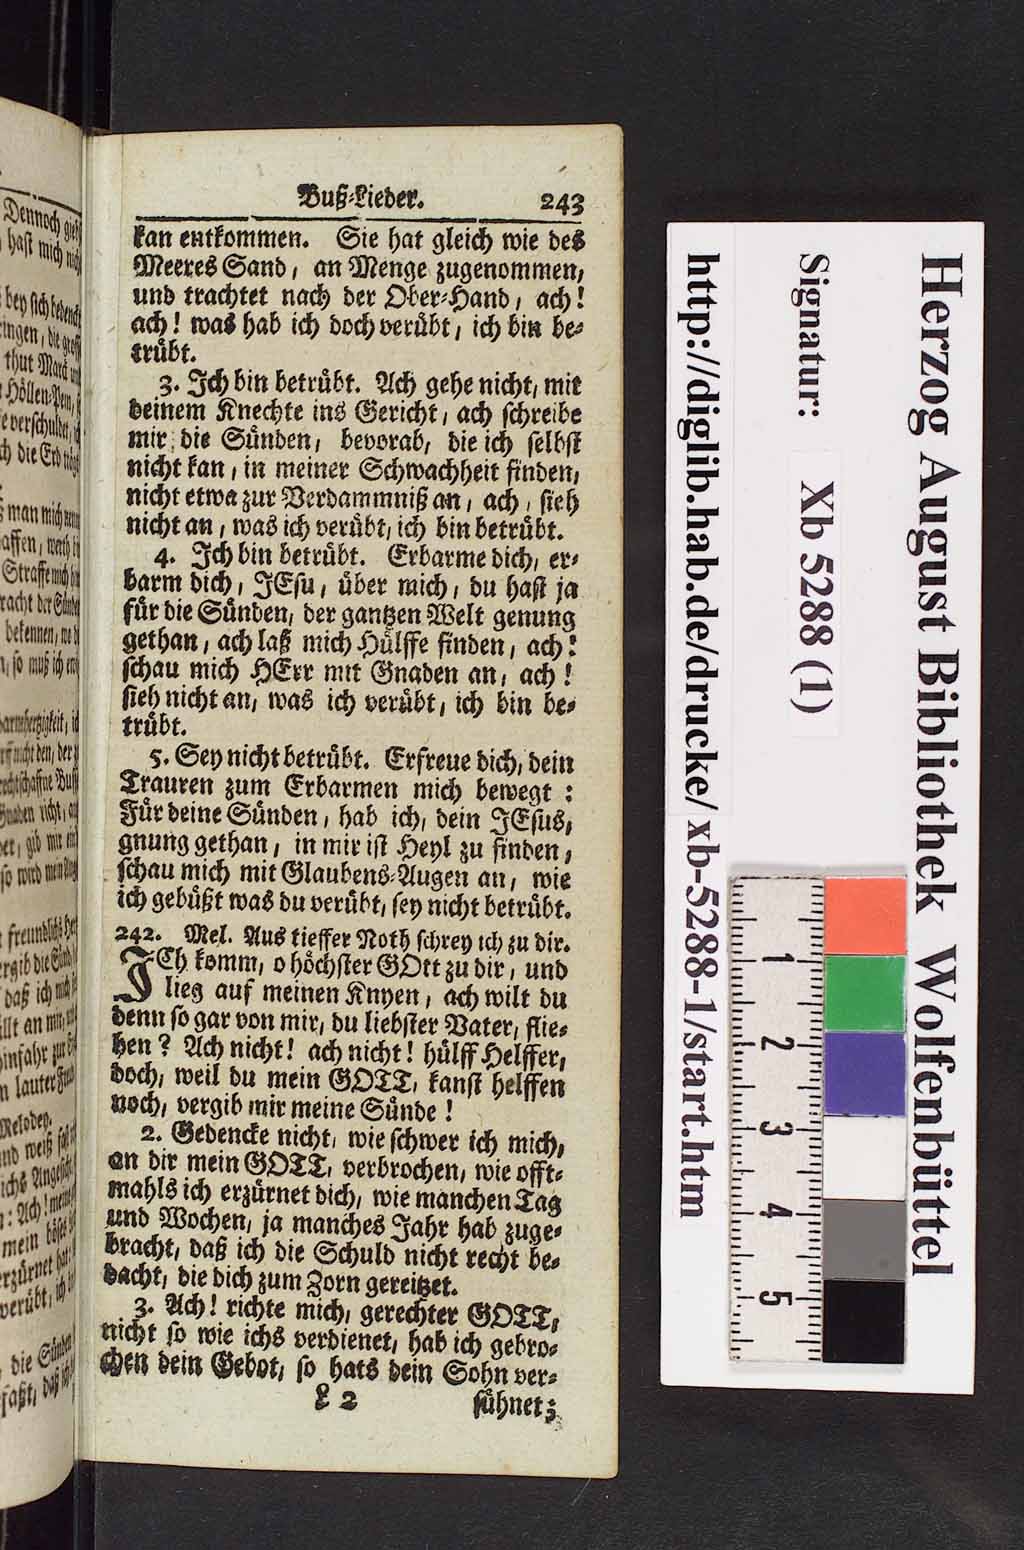 Buß-Lieder. 243
kan entkommen. Sie hat gleich wie des
Meeres Sand, an Menge zugenommen,
und trachtet nach der Ober-Hand, ach!
ach! was hab ich doch verübt, ich bin be-
trübt.
3. Ich bin betrübt. Ach gehe nicht, mit
deinem Knechte ins Gericht, ach schreibe
mir die Sünden, bevorab, die ich selbst
nicht kan, in meiner Schwachheit finden,
nicht etwa zur Verdammniß an, ach, sieh
nicht an, was ich verübt, ich bin betrübt.
4. Ich bin betrübt. Erbarme dich, er-
barm dich, JEsu, über mich, du hast ja
für die Sünden, der gantzen Welt genung
gethan, ach laß mich Hülffe finden, ach!
schau mich HErr mit Gnaden an, ach!
sieh nicht an, was ich verübt, ich bin be-
trübt.
5. Sey nicht betrübt. Erfreue dich, dein
Trauren zum Erbarmen mich bewegt:
Für deine Sünden, hab ich, dein JEsus,
gnung gethan, in mir ist Heyl zu finden,
schau mich mit Glaubens-Augen an, wie
ich gebüßt was du verübt, sey nicht betrübt.
242. Mel. Aus tieffer Noth schrey ich zu dir.
ICh komm, o höchster GOtt zu dir, und
lieg auf meinen Knyen, ach wilt du
denn so gar von mir, du liebster Vater, flie-
hen? Ach nicht! ach nicht! hülff Helffer,
doch, weil du mein GOTT, kanst helffen
noch, vergib mir meine Sünde!
2. Gedencke nicht, wie schwer ich mich,
an dir mein GOTT, verbrochen, wie offt-
mahls ich erzürnet dich, wie manchen Tag
und Wochen, ja manches Jahr hab zuge-
bracht, daß ich die Schuld nicht recht be-
dacht, die dich zum Zorn gereitzet.
3. Ach! richte mich, gerechter GOTT,
nicht so wie ichs verdienet, hab ich gebro-
chen dein Gebot, so hats dein Sohn ver-
L 2 sühnet;
Herzog August Bibliothek Wolfenbüttel
Signatur: Xb 5288 (1)
http://diglib.hab.de/drucke/xb-5288-1/start.htm
1
2
3
4
5